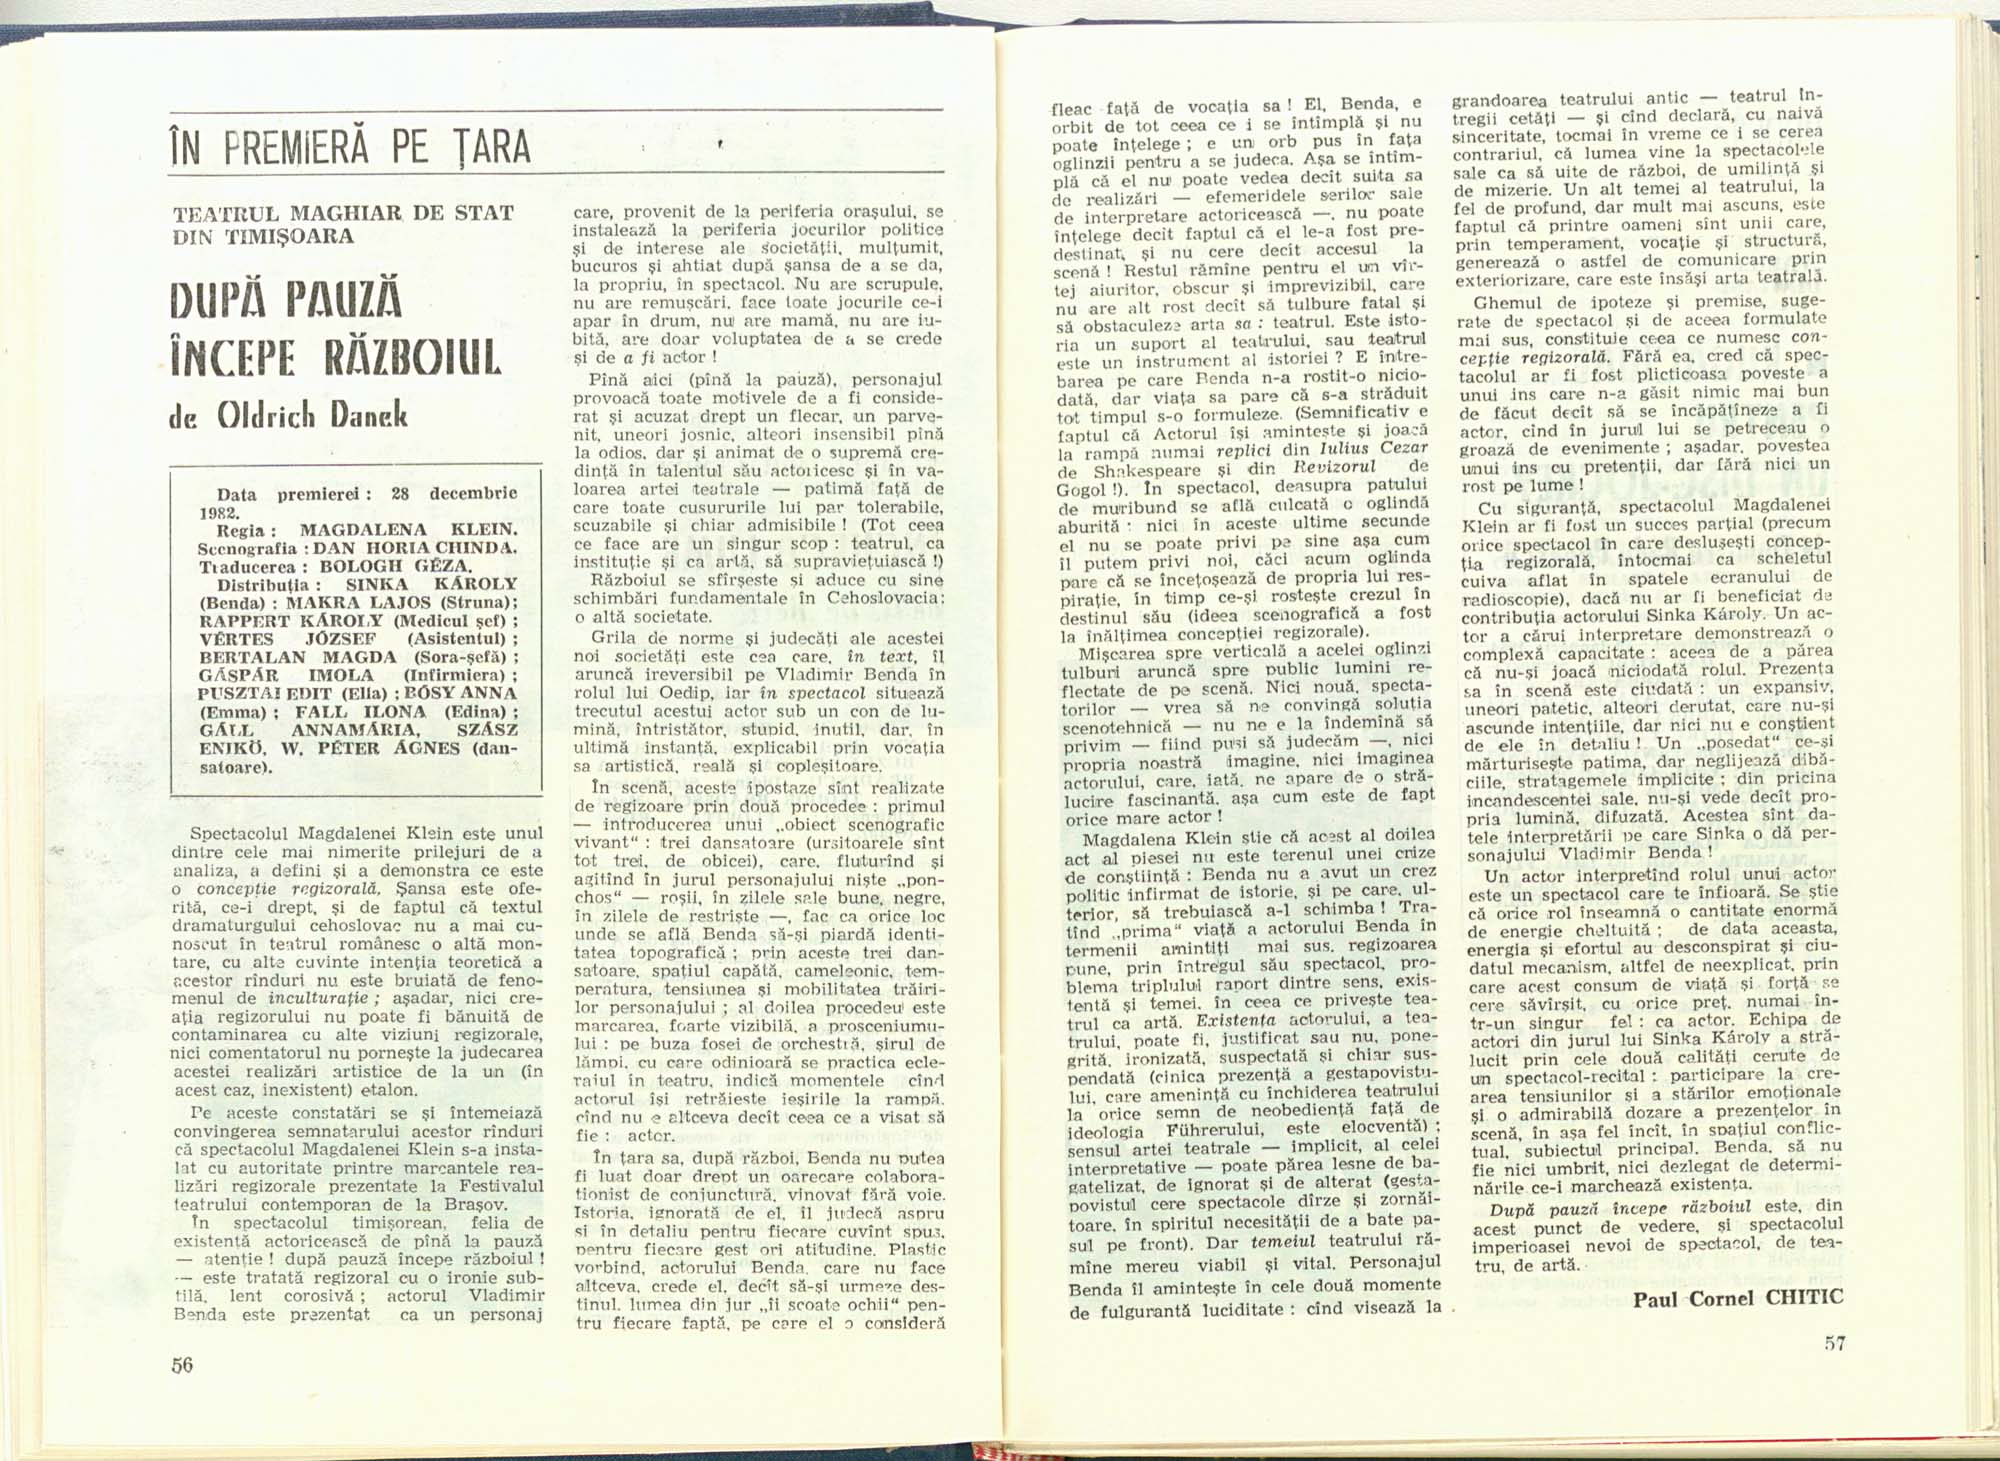 ÎN PREMIERĂ PE ȚARA
TEATRUL MAGHIAR DE STAT
DIN TIMIȘOARA
DUPĂ PAUZĂ
ÎNCEPE RĂZBOIUL
de Oldrich Danek
Data premierei : 28 decembrie
1982.
Regia : MAGDALENA KLEIN.
Scenografia : DAN HORIA CHINDA.
Traducerea : BOLOGH GÉZA.
Distribuția : SINKA KÁROLY
(Benda) : MAKRA LAJOS (Struna);
RAPPERT KÁROLY (Medicul șef) ;
VÉRTES JÓZSEF (Asistentul) ;
BERTALAN MAGDA (Sora-șefă) ;
GÁSPÁR IMOLA (Infirmiera) ;
PUSZTAI EDIT (Ella) ; BÓSY ANNA
(Emma) ; FALL ILONA (Edina) ;
GÁLL ANNAMÁRIA, SZÁSZ
ENIKÖ, W. PÉTER ÁGNES (dan-
satoare).
Spectacolul Magdalenei Klein este unul
dintre cele mai nimerite prilejuri de a
analiza, a defini și a demonstra ce este
o concepție regizorală. Șansa este ofe-
rită, ce-i drept, și de faptul că textul
dramaturgului cehoslovac nu a mai cu-
noscut în teatrul românesc o altă mon-
tare, cu alte cuvinte intenția teoretică a
acestor rînduri nu este bruiată de feno-
menul de inculturație ; așadar, nici cre-
ația regizorului nu poate fi bănuită de
contaminarea cu alte viziuni regizorale,
nici comentatorul nu pornește la judecarea
acestei realizări artistice de la un (în
acest caz, inexistent) etalon.
Pe aceste constatări se și întemeiază
convingerea semnatarului acestor rînduri
că spectacolul Magdalenei Klein s-a insta-
lat cu autoritate printre marcantele rea-
lizări regizorale prezentate la Festivalul
teatrului contemporan de la Brașov.
În spectacolul timișorean, felia de
existență actoricească de pînă la pauză
— atenție ! după pauză începe războiul !
— este tratată regizoral cu o ironie sub-
tilă, lent corosivă ; actorul Vladimir
Benda este prezentat ca un personaj
care, provenit de la periferia orașului, se
instalează la periferia jocurilor politice
și de interese ale societății, mulțumit,
bucuros și ahtiat după șansa de a se da,
la propriu, în spectacol. Nu are scrupule,
nu are remușcări, face toate jocurile ce-i
apar în drum, nu are mamă, nu are iu-
bită, are doar voluptatea de a se crede
și de a fi actor !
Pînă aici (pînă la pauză), personajul
provoacă toate motivele de a fi conside-
rat și acuzat drept un flecar, un parve-
nit, uneori josnic, alteori insensibil pînă
la odios, dar și animat de o supremă cre-
dință în talentul său actoricesc și în va-
loarea artei teatrale — patimă față de
care toate cusururile lui par tolerabile,
scuzabile și chiar admisibile ! (Tot ceea
ce face are un singur scop : teatrul, ca
instituție și ca artă, să supraviețuiască !)
Războiul se sfîrșește și aduce cu sine
schimbări fundamentale în Cehoslovacia:
o altă societate.
Grila de norme și judecăți ale acestei
noi societăți este cea care, în text, îl
aruncă ireversibil pe Vladimir Benda în
rolul lui Oedip, iar în spectacol situează
trecutul acestui actor sub un con de lu-
mină, întristător, stupid, inutil, dar, în
ultimă instanță, explicabil prin vocația
sa artistică, reală și copleșitoare.
În scenă, aceste ipostaze sînt realizate
de regizoare prin două procedee : primul
— introducerea unui „obiect scenografic
vivant“ : trei dansatoare (ursitoarele sînt
tot trei, de obicei), care, fluturînd și
agitînd în jurul personajului niște „pon-
chos“ — roșii, în zilele sale bune, negre,
în zilele de restriște —, fac ca orice loc
unde se află Benda să-și piardă identi-
tatea topografică ; prin aceste trei dan-
satoare, spațiul capătă, cameleonic, tem-
peratura, tensiunea și mobilitatea trăiri-
lor personajului ; al doilea procedeu este
marcarea, foarte vizibilă, a prosceniumu-
lui : pe buza fosei de orchestră, șirul de
lămpi, cu care odinioară se practica ecle-
rajul în teatru, indică momentele cînd
actorul își retrăiește ieșirile la rampă,
cînd nu e altceva decît ceea ce a visat să
fie : actor.
În țara sa, după război, Benda nu putea
fi luat doar drept un oarecare colabora-
ționist de conjunctură, vinovat fără voie.
Istoria, ignorată de el, îl judecă aspru
și în detaliu pentru fiecare cuvînt spus,
pentru fiecare gest ori atitudine. Plastic
vorbind, actorului Benda, care nu face
altceva, crede el, decît să-și urmeze des-
tinul, lumea din jur „îi scoate ochii“ pen-
tru fiecare faptă, pe care el o consideră
56
fleac față de vocația sa ! El, Benda, e
orbit de tot ceea ce i se întîmplă și nu
poate înțelege ; e un orb pus în fața
oglinzii pentru a se judeca. Așa se întîm-
plă că el nu poate vedea decît suita sa
de realizări — efemeridele serilor sale
de interpretare actoricească —, nu poate
înțelege decît faptul că el le-a fost pre-
destinat, și nu cere decît accesul la
scenă ! Restul rămîne pentru el un vîr-
tej aiuritor, obscur și imprevizibil, care
nu are alt rost decît să tulbure fatal și
să obstaculeze arta sa : teatrul. Este isto-
ria un suport al teatrului, sau teatrul
este un instrument al istoriei ? E între-
barea pe care Benda n-a rostit-o nicio-
dată, dar viața sa pare că s-a străduit
tot timpul s-o formuleze. (Semnificativ e
faptul că Actorul își amintește și joacă
la rampă numai replici din Iulius Cezar
de Shakespeare și din Revizorul de
Gogol !). În spectacol, deasupra patului
de muribund se află culcată o oglindă
aburită : nici în aceste ultime secunde
el nu se poate privi pe sine așa cum
îl putem privi noi, căci acum oglinda
pare că se încețoșează de propria lui res-
pirație, în timp ce-și rostește crezul în
destinul său (ideea scenografică a fost
la înălțimea concepției regizorale).
Mișcarea spre verticală a acelei oglinzi
tulburi aruncă spre public lumini re-
flectate de pe scenă. Nici nouă, specta-
torilor — vrea să ne convingă soluția
scenotehnică — nu ne e la îndemînă să
privim — fiind puși să judecăm —, nici
propria noastră imagine, nici imaginea
actorului, care, iată, ne apare de o stră-
lucire fascinantă, așa cum este de fapt
orice mare actor !
Magdalena Klein știe că acest al doilea
act al piesei nu este terenul unei crize
de conștiință : Benda nu a avut un crez
politic infirmat de istorie, și pe care, ul-
terior, să trebuiască a-l schimba ! Tra-
tînd „prima“ viață a actorului Benda în
termenii amintiți mai sus, regizoarea
pune, prin întregul său spectacol, pro-
blema triplului raport dintre sens, exis-
tență și temei, în ceea ce privește tea-
trul ca artă. Existența actorului, a tea-
trului, poate fi, justificat sau nu, pone-
grită, ironizată, suspectată și chiar sus-
pendată (cinica prezență a gestapovistu-
lui, care amenință cu închiderea teatrului
la orice semn de neobediență față de
ideologia Führerului, este elocventă) ;
sensul artei teatrale — implicit, al celei
interpretative — poate părea lesne de ba-
gatelizat, de ignorat și de alterat (gesta-
povistul cere spectacole dîrze și zornăi-
toare, în spiritul necesității de a bate pa-
sul pe front). Dar temeiul teatrului ră-
mîne mereu viabil și vital. Personajul
Benda îl amintește în cele două momente
de fulgurantă luciditate : cînd visează la
grandoarea teatrului antic — teatrul în-
tregii cetăți — și cînd declară, cu naivă
sinceritate, tocmai în vreme ce i se cerea
contrariul, că lumea vine la spectacolele
sale ca să uite de război, de umilință și
de mizerie. Un alt temei al teatrului, la
fel de profund, dar mult mai ascuns, este
faptul că printre oameni sînt unii care,
prin temperament, vocație și structură,
generează o astfel de comunicare prin
exteriorizare, care este însăși arta teatrală.
Ghemul de ipoteze și premise, suge-
rate de spectacol și de aceea formulate
mai sus, constituie ceea ce numesc con-
cepție regizorală. Fără ea, cred că spec-
tacolul ar fi fost plicticoasa poveste a
unui ins care n-a găsit nimic mai bun
de făcut decît să se încăpățîneze a fi
actor, cînd în jurul lui se petreceau o
groază de evenimente ; așadar, povestea
unui ins cu pretenții, dar fără nici un
rost pe lume !
Cu siguranță, spectacolul Magdalenei
Klein ar fi fost un succes parțial (precum
orice spectacol în care deslușești concep-
ția regizorală, întocmai ca scheletul
cuiva aflat în spatele ecranului de
radioscopie), dacă nu ar fi beneficiat de
contribuția actorului Sinka Károly. Un ac-
tor a cărui interpretare demonstrează o
complexă capacitate : aceea de a părea
că nu-și joacă niciodată rolul. Prezența
sa în scenă este ciudată : un expansiv,
uneori patetic, alteori derutat, care nu-și
ascunde intențiile, dar nici nu e conștient
de ele în detaliu ! Un „posedat“ ce-și
mărturisește patima, dar neglijează dibă-
ciile, stratagemele implicite ; din pricina
incandescenței sale, nu-și vede decît pro-
pria lumină, difuzată. Acestea sînt da-
tele interpretării pe care Sinka o dă per-
sonajului Vladimir Benda !
Un actor interpretînd rolul unui actor
este un spectacol care te înfioară. Se știe
că orice rol înseamnă o cantitate enormă
de energie cheltuită ; de data aceasta,
energia și efortul au desconspirat și ciu-
datul mecanism, altfel de neexplicat, prin
care acest consum de viață și forță se
cere săvîrșit, cu orice preț, numai în-
tr-un singur fel : ca actor. Echipa de
actori din jurul lui Sinka Károly a stră-
lucit prin cele două calități cerute de
un spectacol-recital : participare la cre-
area tensiunilor și a stărilor emoționale
și o admirabilă dozare a prezențelor în
scenă, în așa fel încît, în spațiul conflic-
tual, subiectul principal, Benda, să nu
fie nici umbrit, nici dezlegat de determi-
nările ce-i marchează existența.
După pauză începe războiul este, din
acest punct de vedere, și spectacolul
imperioasei nevoi de spectacol, de tea-
tru, de artă.
Paul Cornel CHITIC
57